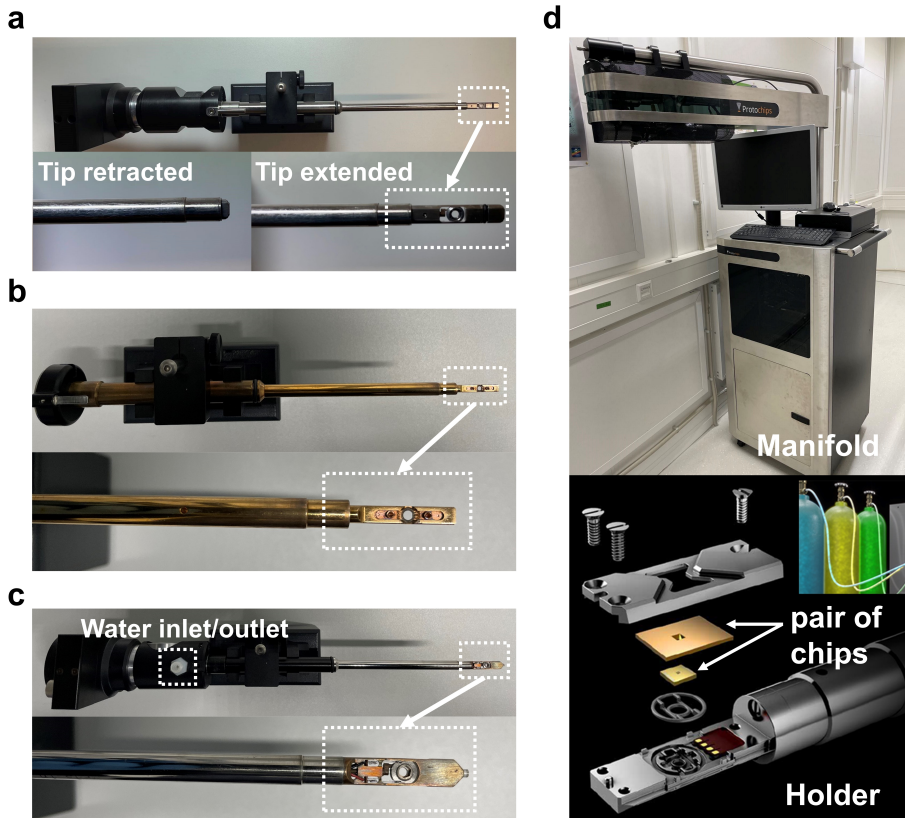 a
Tip retracted
Tip extended
b
c
Water inlet/outlet
d
Protochips
Manifold
pair of
chips
Holder